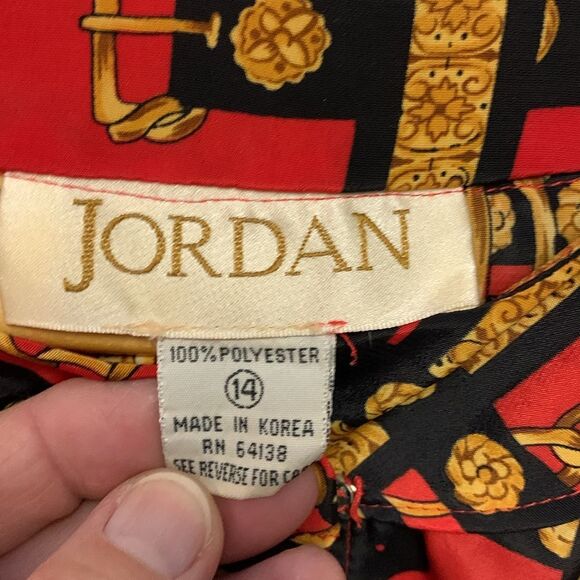 JORDAN
100% POLYESTER
14
MADE IN KOREA
RN 64138
SEE REVERSE FOR